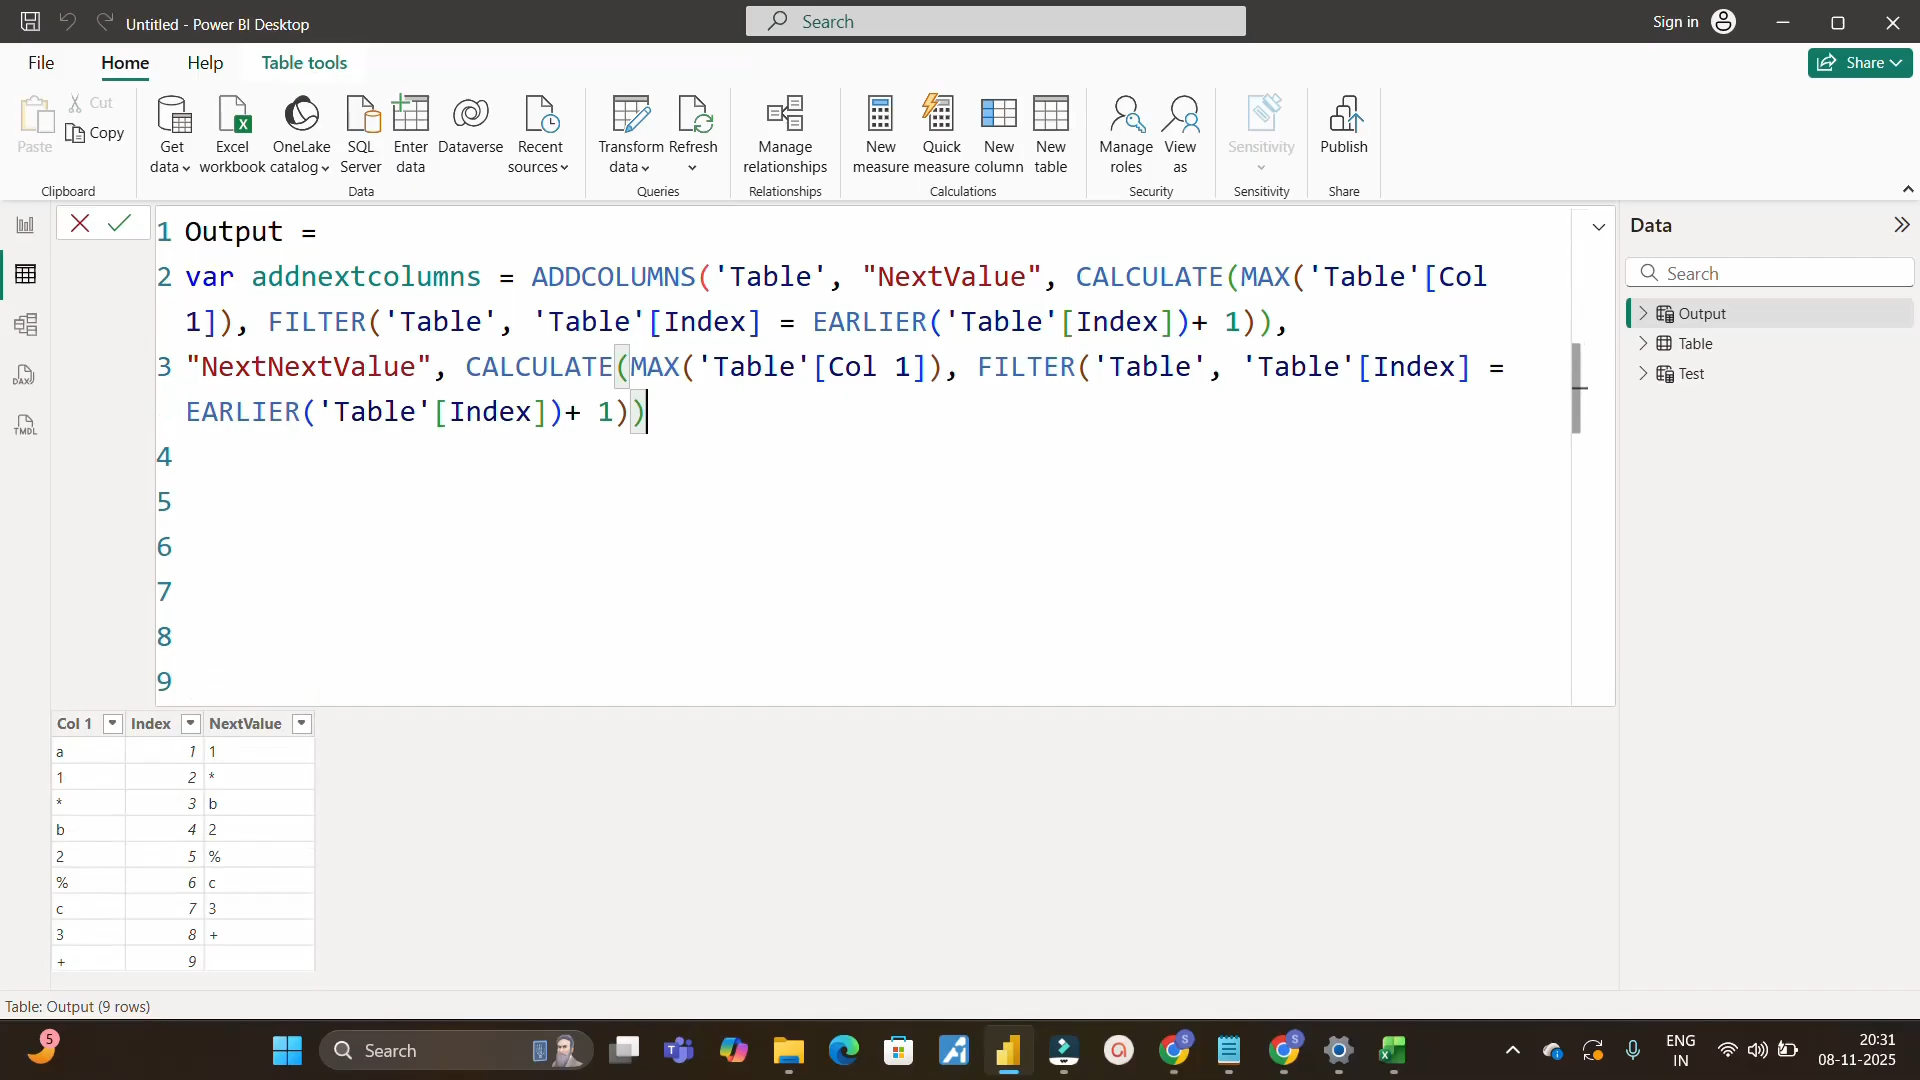 Untitled - Power BI Desktop
Search
Sign in
File
Home
Help
Table tools
Share
Paste
Cut
Copy
Get data
Excel workbook
OneLake catalog
SQL Server
Enter data
Dataverse
Recent sources
Transform data
Refresh
Manage relationships
New measure
Quick measure
New column
New table
Manage roles
View as
Sensitivity
Publish
Clipboard
Data
Queries
Relationships
Calculations
Security
Sensitivity
Share
1 Output =
2 var addnextcolumns = ADDCOLUMNS('Table', "NextValue", CALCULATE(MAX('Table'[Col
1]), FILTER('Table', 'Table'[Index] = EARLIER('Table'[Index])+ 1)),
3 "NextNextValue", CALCULATE(MAX('Table'[Col 1]), FILTER('Table', 'Table'[Index] =
EARLIER('Table'[Index])+ 1))
4
5
6
7
8
9
DAX
TMDL
Data
Search
Output
Table
Test
Col 1 Index NextValue
a 1 1
1 2 *
* 3 b
b 4 2
2 5 %
% 6 c
c 7 3
3 8 +
+ 9
Table: Output (9 rows)
5
Search
ENG
IN
20:31
08-11-2025